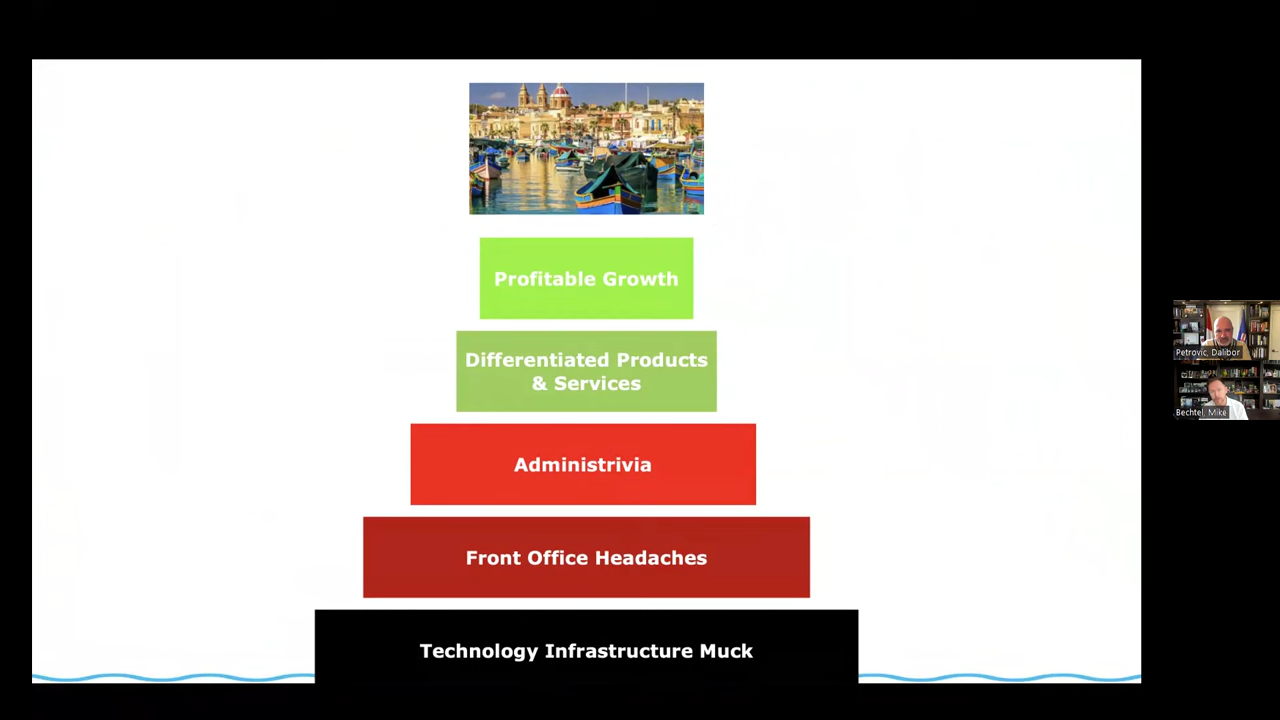 Profitable Growth
Differentiated Products
& Services
Administrivia
Front Office Headaches
Technology Infrastructure Muck
Petrovic, Dalibor
Bechtel, Mike